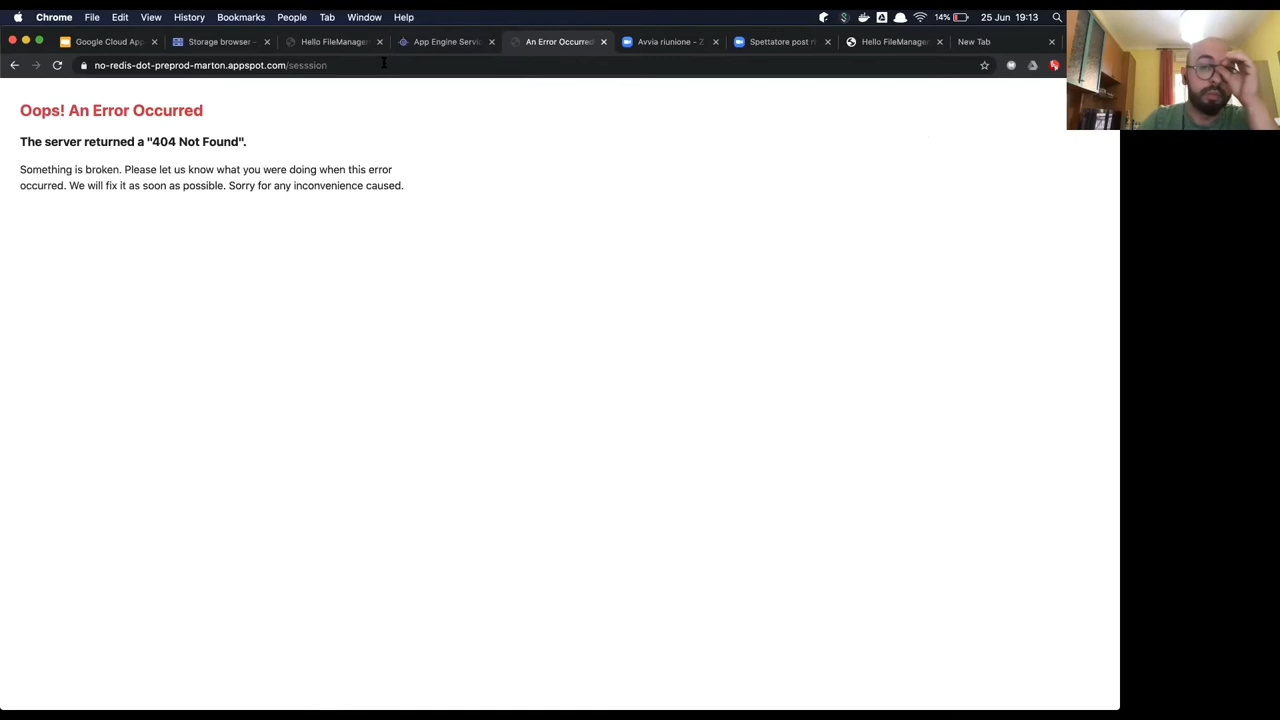 Chrome File Edit View History Bookmarks People Tab Window Help 14% 25 Jun 19:13
Google Cloud App Storage browser - Hello FileManager App Engine Servic An Error Occurred Avvia riunione - Z Spettatore post ri Hello FileManager New Tab
no-redis-dot-preprod-marton.appspot.com/sesssion
Oops! An Error Occurred
The server returned a "404 Not Found".
Something is broken. Please let us know what you were doing when this error
occurred. We will fix it as soon as possible. Sorry for any inconvenience caused.